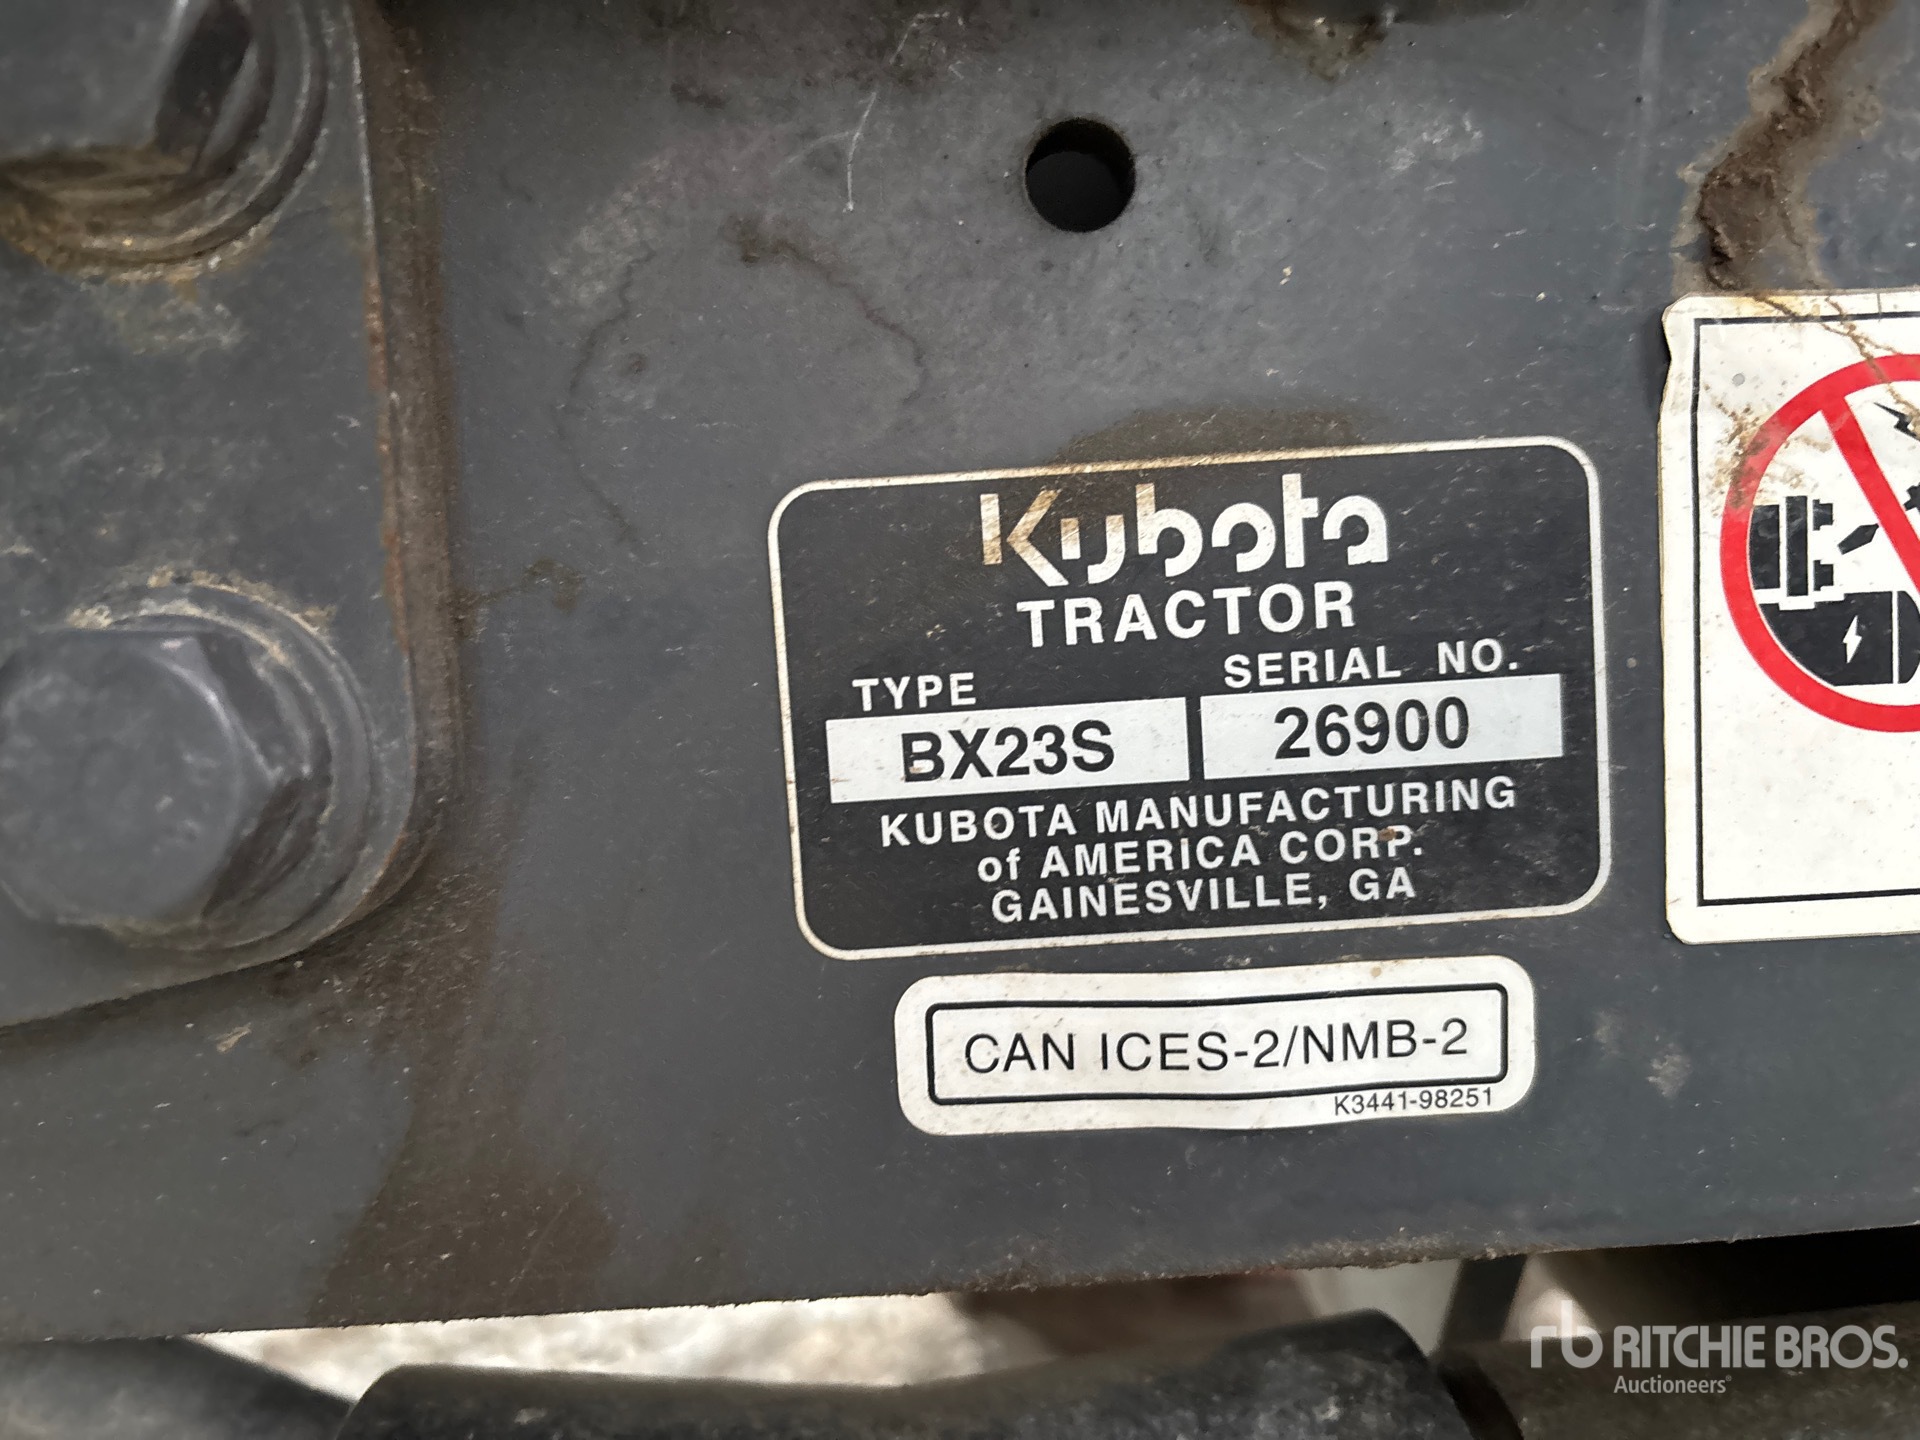 Kubota
TRACTOR
TYPE SERIAL NO.
BX23S 26900
KUBOTA MANUFACTURING
of AMERICA CORP.
GAINESVILLE, GA
CAN ICES-2/NMB-2
K3441-98251
rb RITCHIE BROS.
Auctioneers